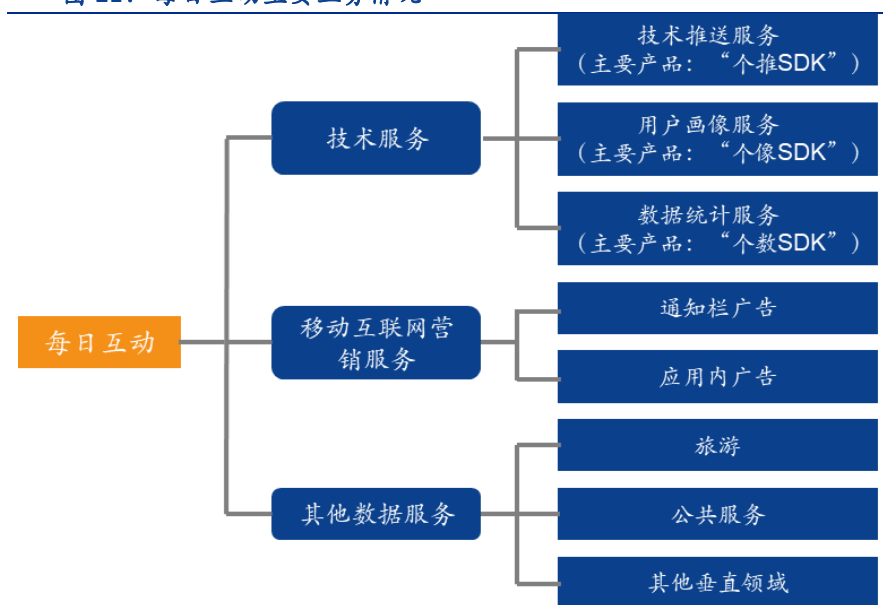 技术推送服务
（主要产品：“个推SDK”）
技术服务
用户画像服务
（主要产品：“个像SDK”）
数据统计服务
（主要产品：“个数SDK”）
每日互动
移动互联网营
销服务
通知栏广告
应用内广告
其他数据服务
旅游
公共服务
其他垂直领域